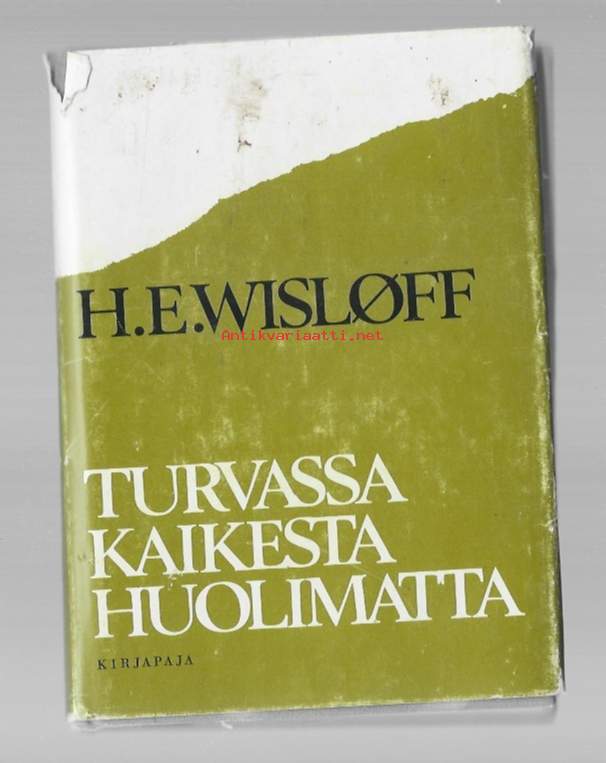 H.E.WISLØFF
Antikvariaatti.net
TURVASSA
KAIKESTA
HUOLIMATTA
KIRJAPAJA